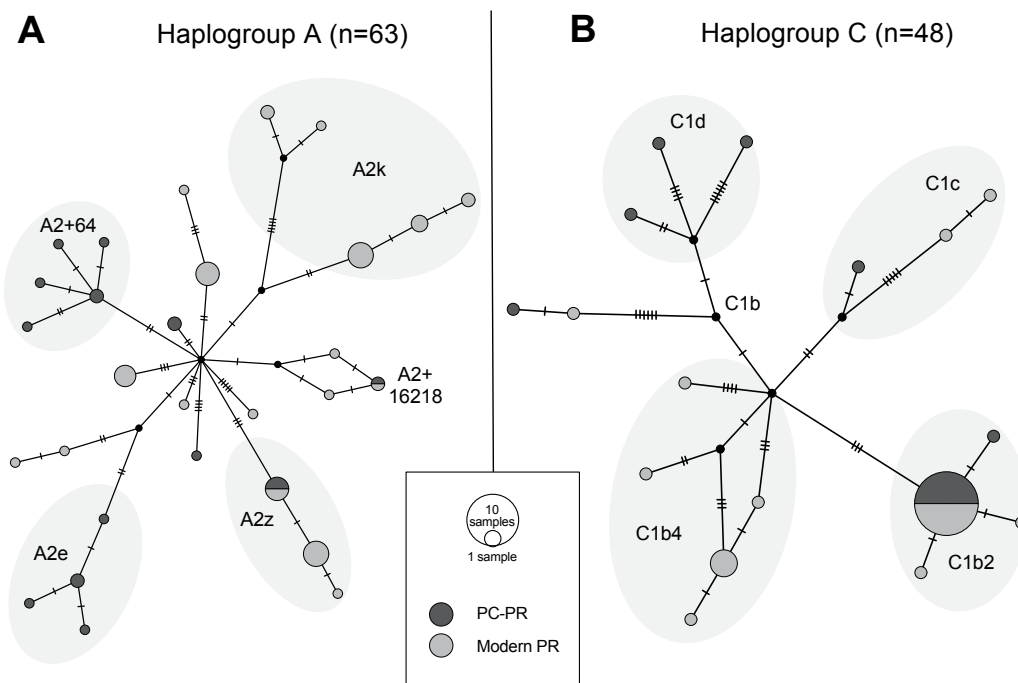 A
Haplogroup A (n=63)
A2k
A2+64
A2+
16218
A2z
A2e
B
Haplogroup C (n=48)
C1d
C1c
C1b
C1b4
C1b2
10
samples
1 sample
PC-PR
Modern PR